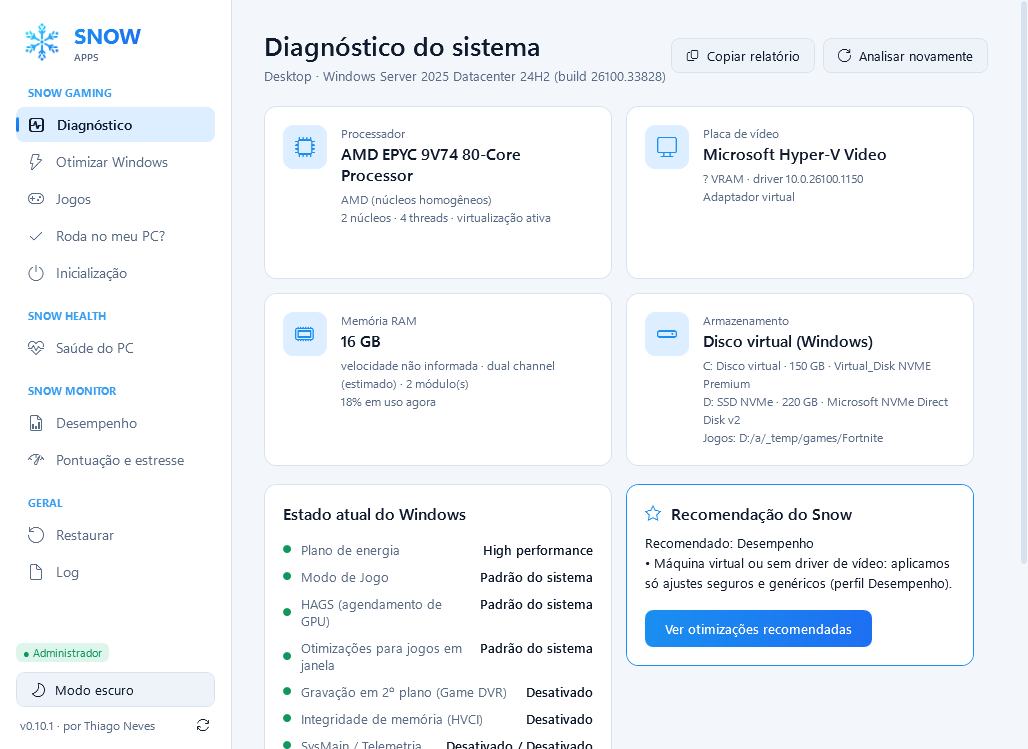 SNOW
APPS
SNOW GAMING
Diagnóstico
Otimizar Windows
Jogos
Roda no meu PC?
Inicialização
SNOW HEALTH
Saúde do PC
SNOW MONITOR
Desempenho
Pontuação e estresse
GERAL
Restaurar
Log
Administrador
Modo escuro
v0.10.1 · por Thiago Neves
Diagnóstico do sistema
Desktop · Windows Server 2025 Datacenter 24H2 (build 26100.33828)
Copiar relatório
Analisar novamente
Processador
AMD EPYC 9V74 80-Core
Processor
AMD (núcleos homogêneos)
2 núcleos · 4 threads · virtualização ativa
Placa de vídeo
Microsoft Hyper-V Video
? VRAM · driver 10.0.26100.1150
Adaptador virtual
Memória RAM
16 GB
velocidade não informada · dual channel
(estimado) · 2 módulo(s)
18% em uso agora
Armazenamento
Disco virtual (Windows)
C: Disco virtual · 150 GB · Virtual_Disk NVME
Premium
D: SSD NVMe · 220 GB · Microsoft NVMe Direct
Disk v2
Jogos: D:/a/_temp/games/Fortnite
Estado atual do Windows
Plano de energia High performance
Modo de Jogo Padrão do sistema
HAGS (agendamento de Padrão do sistema
GPU)
Otimizações para jogos em Padrão do sistema
janela
Gravação em 2º plano (Game DVR) Desativado
Integridade de memória (HVCI) Desativado
SysMain / Telemetria Desativado / Desativado
Recomendação do Snow
Recomendado: Desempenho
• Máquina virtual ou sem driver de vídeo: aplicamos
só ajustes seguros e genéricos (perfil Desempenho).
Ver otimizações recomendadas